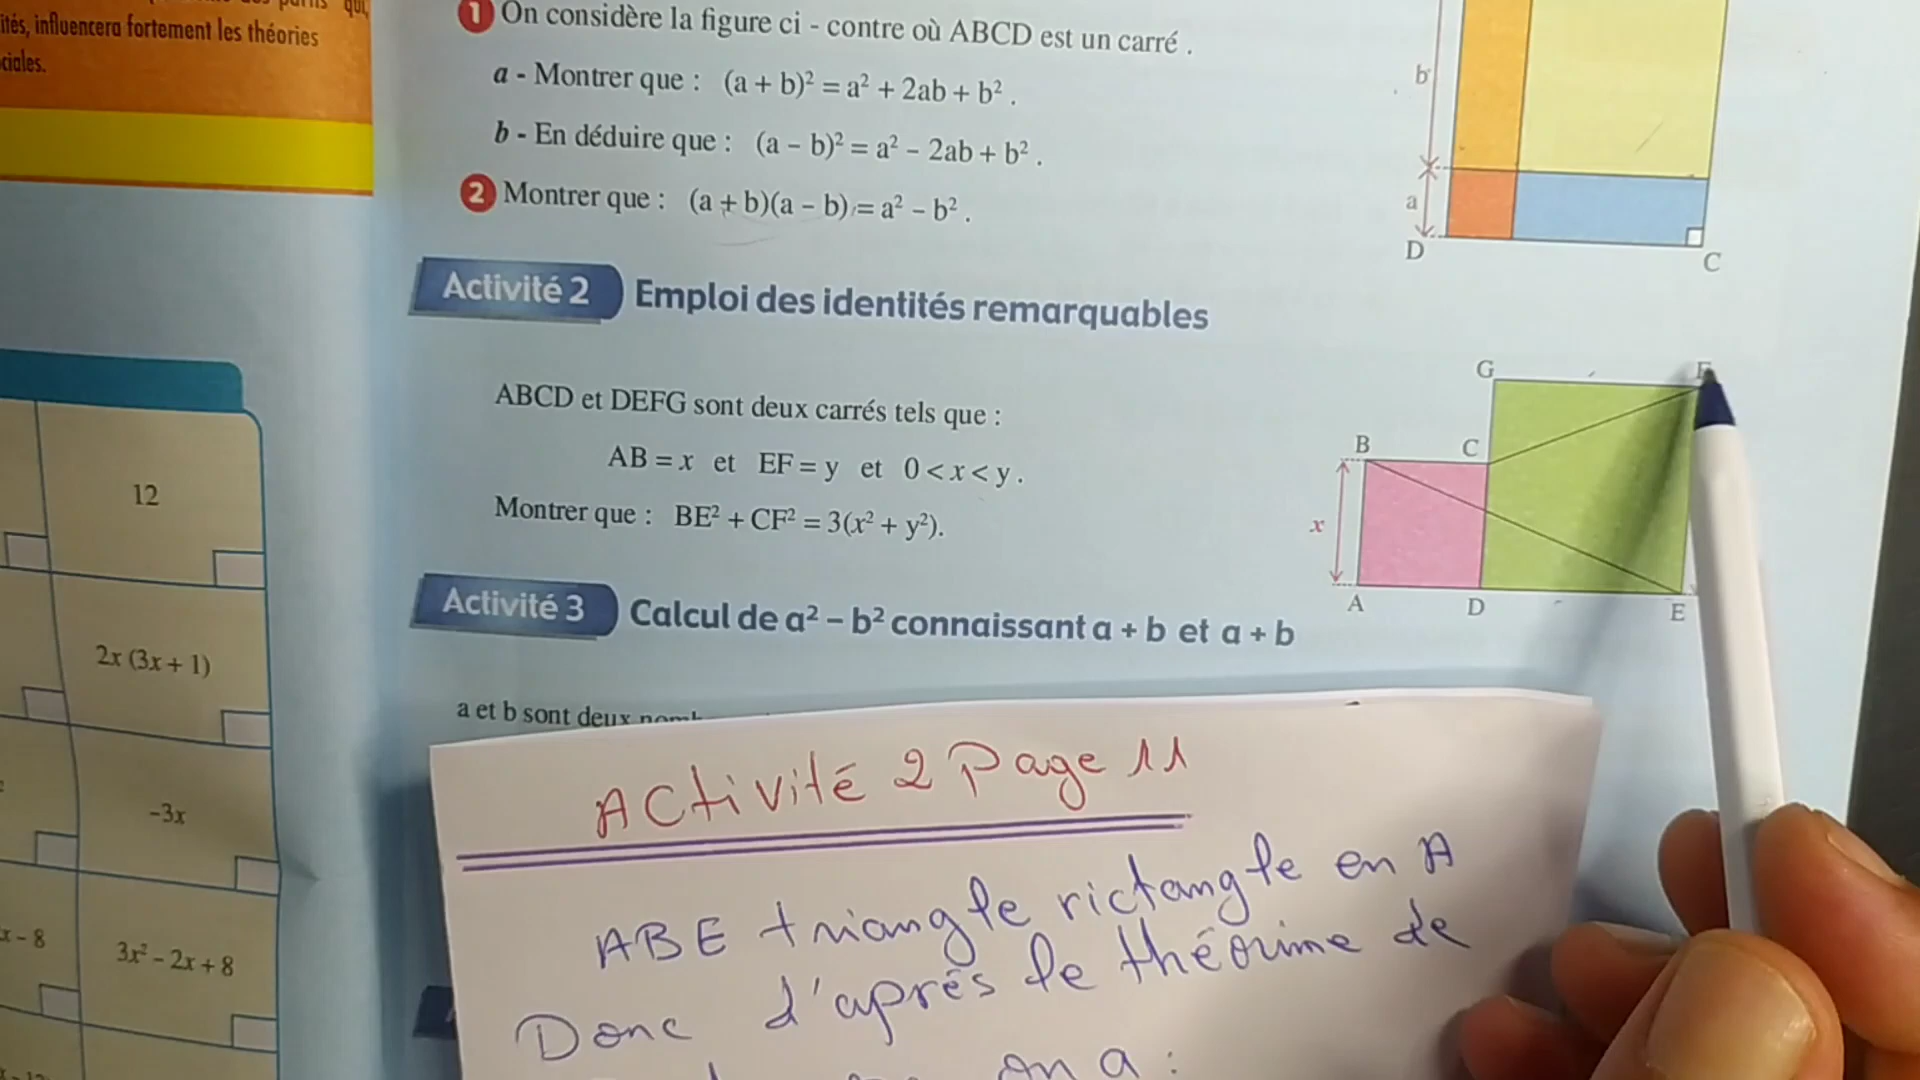 ités, influencera fortement les théories
ciales.
12
2x (3x + 1)
-3x
x - 8
3x² - 2x + 8
1 On considère la figure ci - contre où ABCD est un carré .
a - Montrer que : (a + b)² = a² + 2ab + b² .
b - En déduire que : (a - b)² = a² - 2ab + b² .
2 Montrer que : (a + b)(a - b) = a² - b² .
b
a
D
C
Activité 2 Emploi des identités remarquables
ABCD et DEFG sont deux carrés tels que :
AB = x et EF = y et 0 < x < y .
Montrer que : BE² + CF² = 3(x² + y²).
G
B
C
x
A
D
E
Activité 3 Calcul de a² - b² connaissant a + b et a + b
a et b sont deux
ACtivité 2 Page 11
ABE triangle rictangle en A
Donc d'aprés le théorime de
on a :